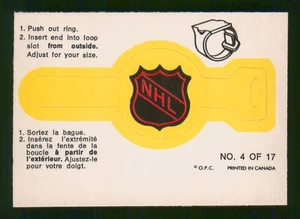 1. Push out ring.
2. Insert end into loop
slot from outside.
Adjust for your size.
NHL
1. Sortez la bague.
2. Insérez l'extrémité
dans la fente de la
boucle à partir de
l'extérieur. Ajustez-le
pour votre doigt.
NO. 4 OF 17
© O.P.C. PRINTED IN CANADA